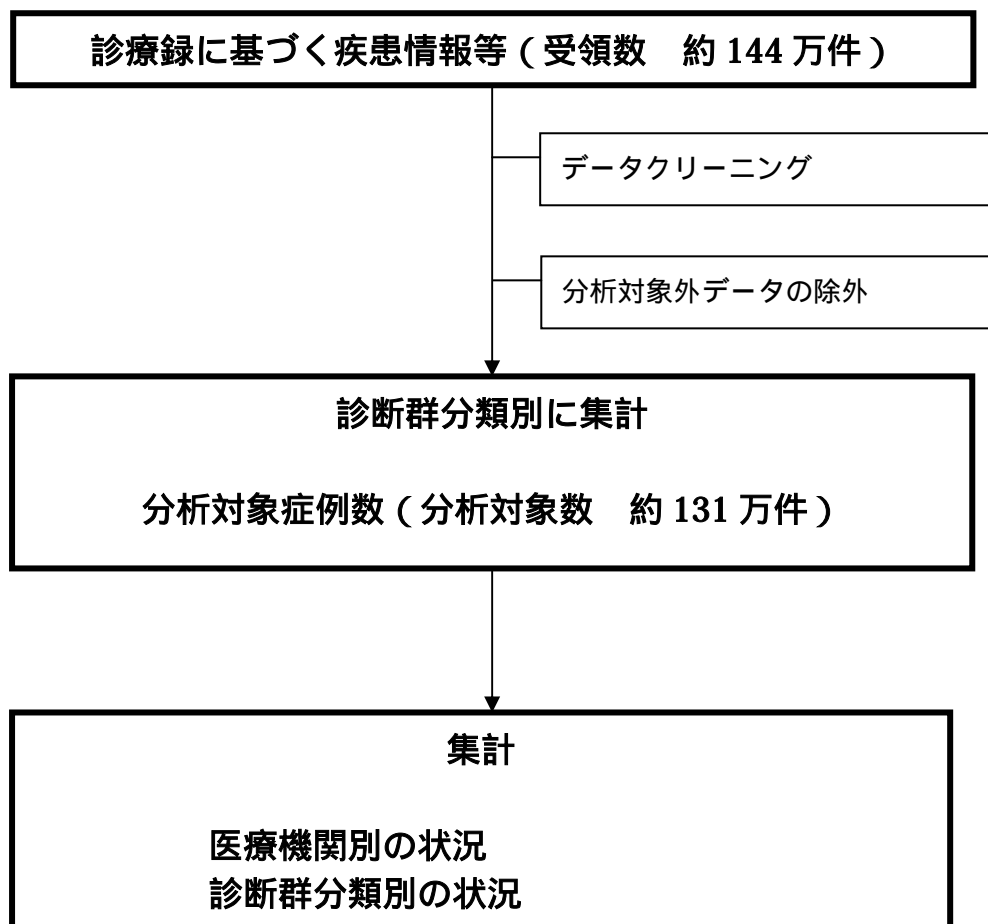 診療録に基づく疾患情報等（受領数　約 144 万件）
データクリーニング
分析対象外データの除外
診断群分類別に集計
分析対象症例数（分析対象数　約 131 万件）
集計
医療機関別の状況
診断群分類別の状況